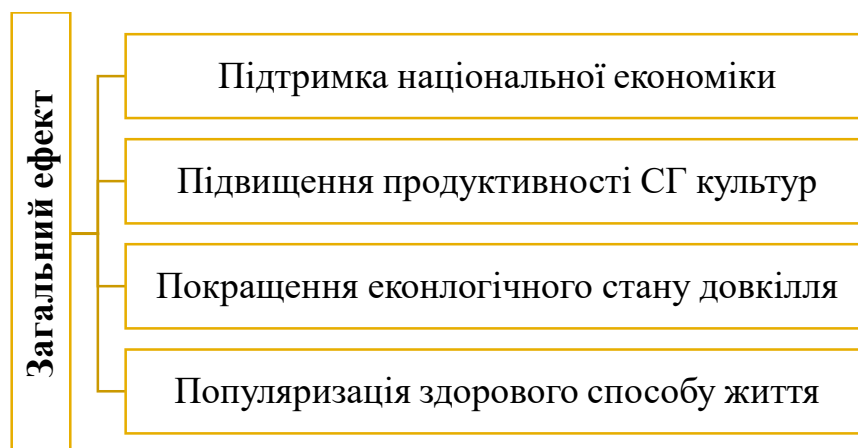 Загальний ефект
Підтримка національної економіки
Підвищення продуктивності СГ культур
Покращення еконлогічного стану довкілля
Популяризація здорового способу життя